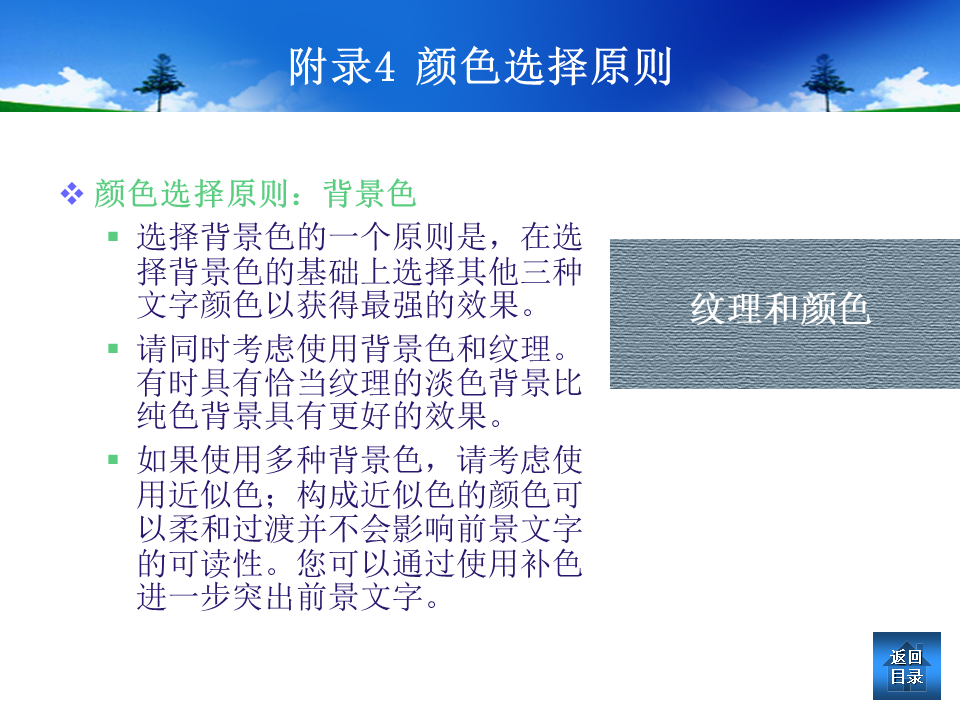 附录4 颜色选择原则
颜色选择原则：背景色
选择背景色的一个原则是，在选
择背景色的基础上选择其他三种
文字颜色以获得最强的效果。
请同时考虑使用背景色和纹理。
有时具有恰当纹理的淡色背景比
纯色背景具有更好的效果。
如果使用多种背景色，请考虑使
用近似色；构成近似色的颜色可
以柔和过渡并不会影响前景文字
的可读性。您可以通过使用补色
进一步突出前景文字。
纹理和颜色
返回
目录